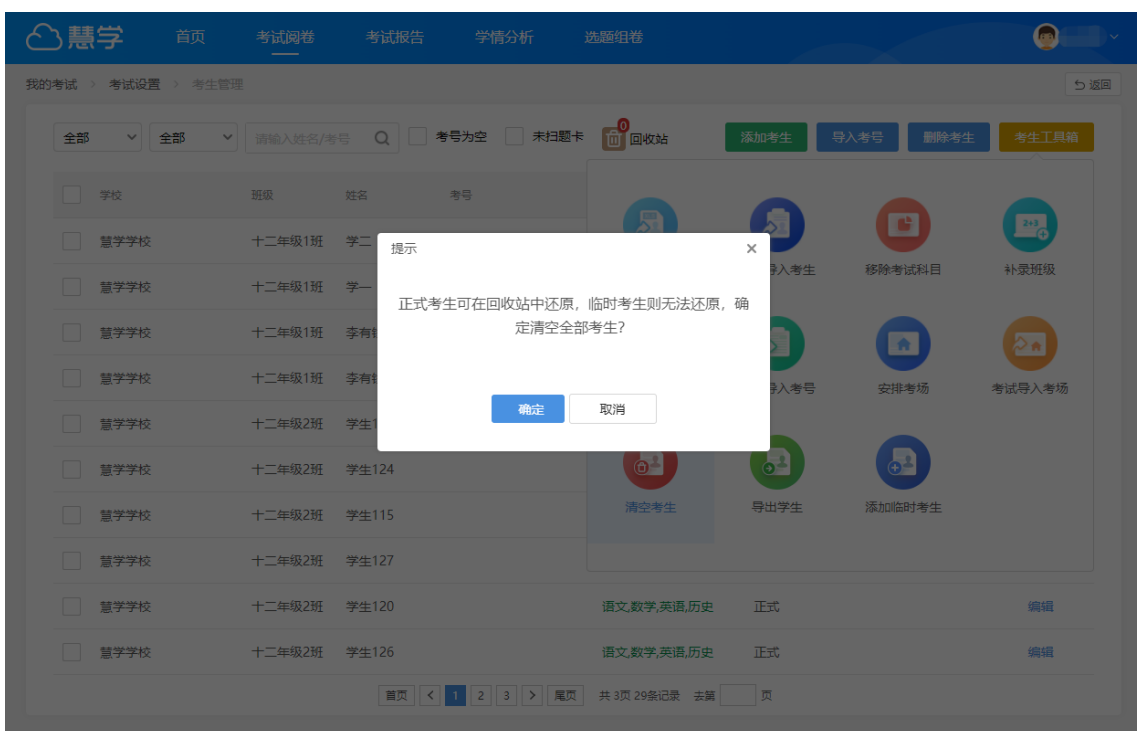 慧学 首页 考试阅卷 考试报告 学情分析 选题组卷
我的考试 > 考试设置 > 考生管理 返回
全部 全部 请输入姓名/考号 考号为空 未扫题卡 0 回收站 添加考生 导入考号 删除考生 考生工具箱
学校 班级 姓名 考号
慧学学校 十二年级1班 学二
提示 ×
导入考生 移除考试科目 补录班级
慧学学校 十二年级1班 学一
正式考生可在回收站中还原，临时考生则无法还原，确
定清空全部考生？
慧学学校 十二年级1班 李有
慧学学校 十二年级1班 李有
导入考号 安排考场 考试导入考场
确定 取消
慧学学校 十二年级2班 学生1
慧学学校 十二年级2班 学生124
清空考生 导出学生 添加临时考生
慧学学校 十二年级2班 学生115
慧学学校 十二年级2班 学生127
慧学学校 十二年级2班 学生120 语文,数学,英语,历史 正式 编辑
慧学学校 十二年级2班 学生126 语文,数学,英语,历史 正式 编辑
首页 < 1 2 3 > 尾页 共 3页 29条记录 去第 页